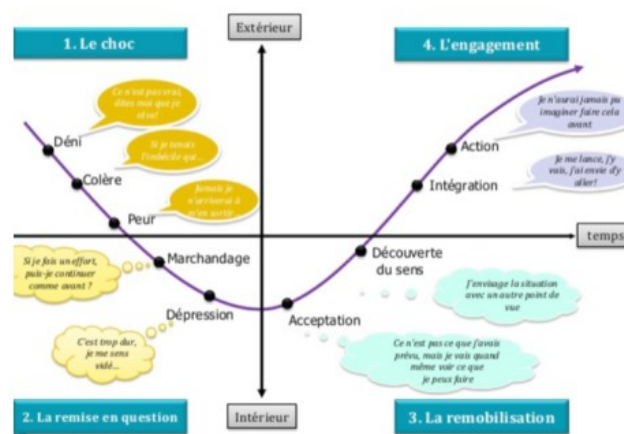 1. Le choc
Extérieur
4. L'engagement
Ce n'est pas vrai,
dites moi que je
rêve!
Déni
Si je tenais
l'imbécile qui...
Colère
Jamais je
n'arriverai à
m'en sortir
Peur
Je n'aurai jamais pu
imaginer faire cela
avant
Action
Je me lance, j'y
vais, j'ai envie d'y
aller!
Intégration
temps
Si je fais un effort,
puis-je continuer
comme avant ?
Marchandage
Découverte
du sens
J'envisage la situation
avec un autre point de
vue
Dépression
Acceptation
C'est trop dur,
je me sens
vidé...
Ce n'est pas ce que j'avais
prévu, mais je vais quand
même voir ce que
je peux faire
2. La remise en question
Intérieur
3. La remobilisation